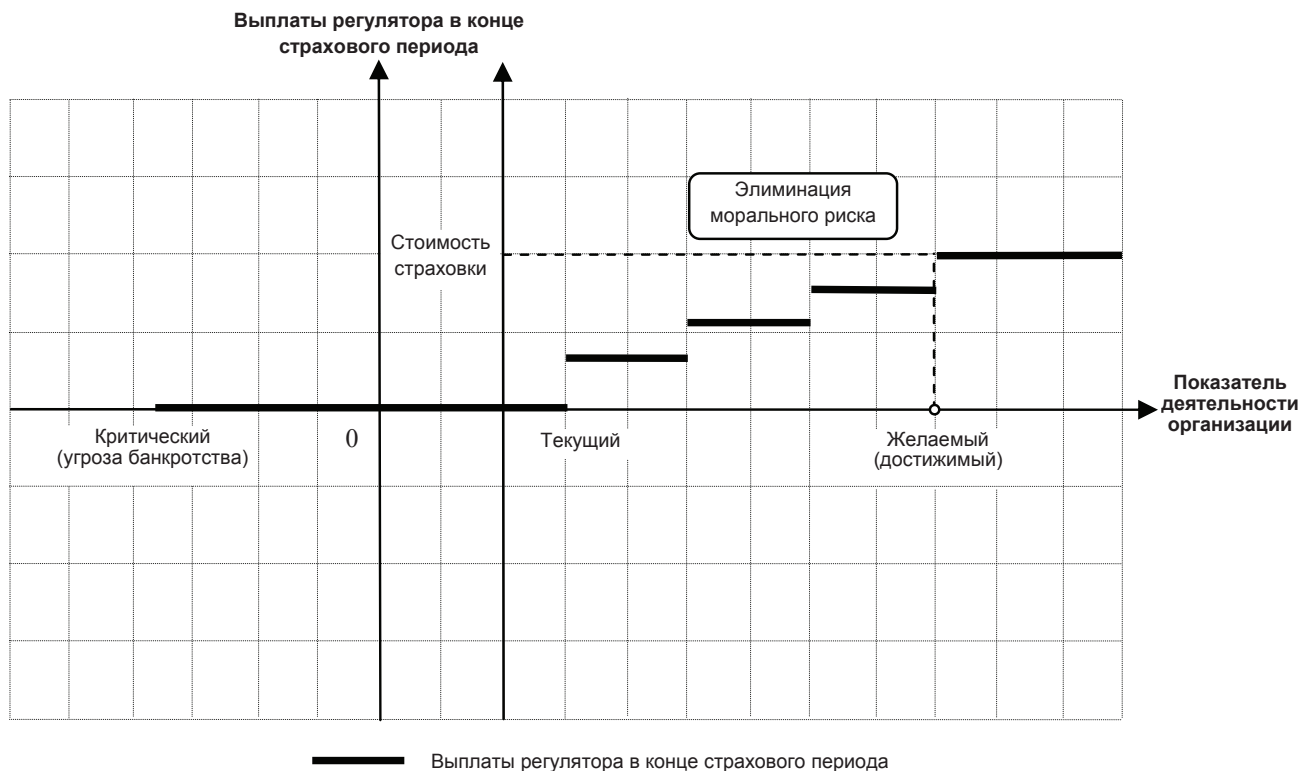 Выплаты регулятора в конце
страхового периода
Элиминация
морального риска
Стоимость
страховки
Показатель
деятельности
организации
Критический
(угроза банкротства)
0
Текущий
Желаемый
(достижимый)
Выплаты регулятора в конце страхового периода